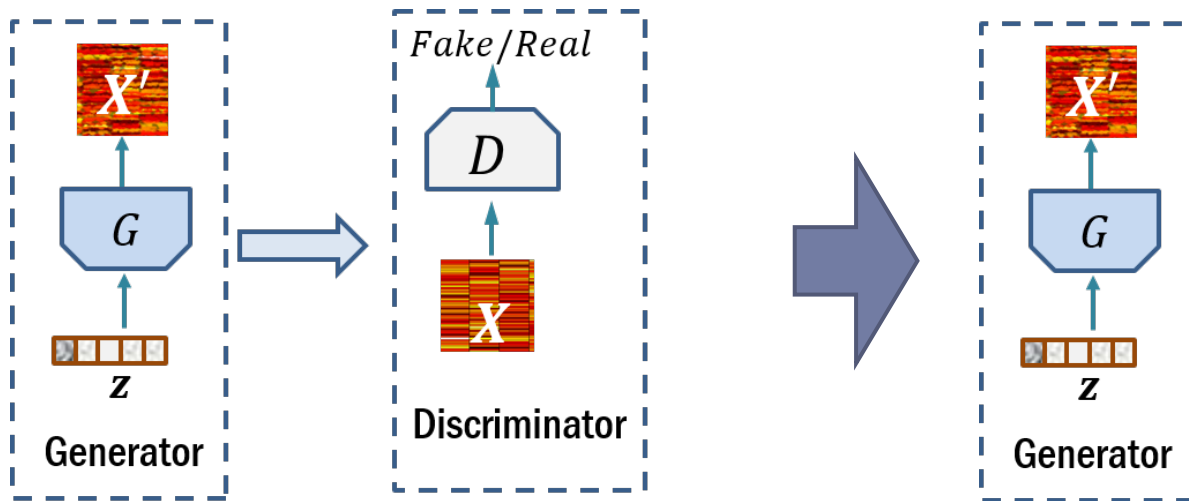 X′
G
z
Generator
Fake/Real
D
X
Discriminator
X′
G
z
Generator